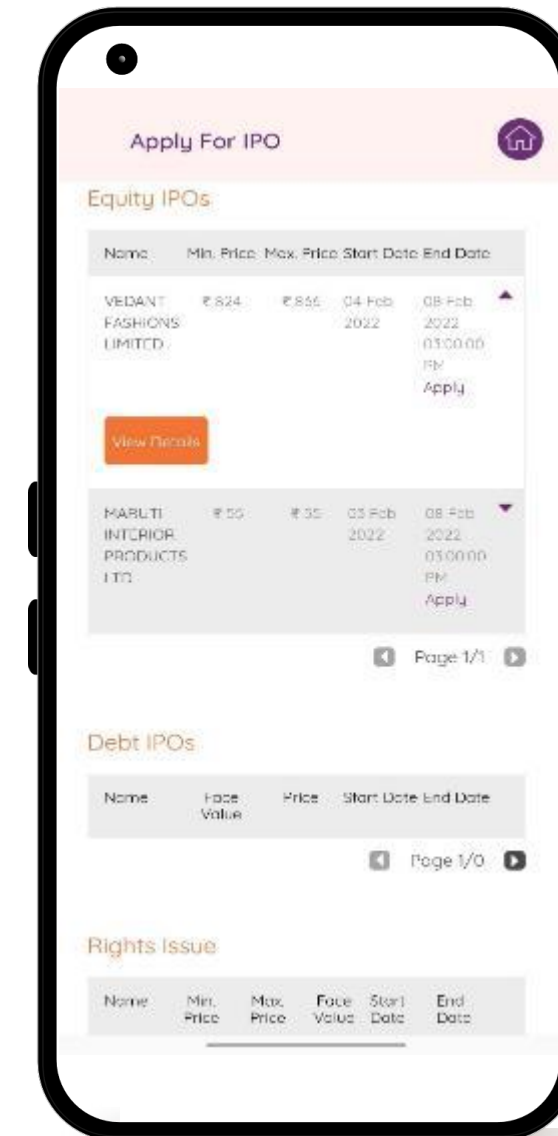 Apply For IPO
Equity IPOs
Name Min. Price Max. Price Start Date End Date
VEDANT ₹ 824 ₹ 866 04 Feb 08 Feb
FASHIONS 2022 2022
LIMITED 03:00:00
PM
Apply
View Details
MARUTI ₹ 55 ₹ 55 03 Feb 08 Feb
INTERIOR 2022 2022
PRODUCTS 03:00:00
LTD PM
Apply
Page 1/1
Debt IPOs
Name Face Price Start Date End Date
Value
Page 1/0
Rights Issue
Name Min. Max. Face Start End
Price Price Value Date Date